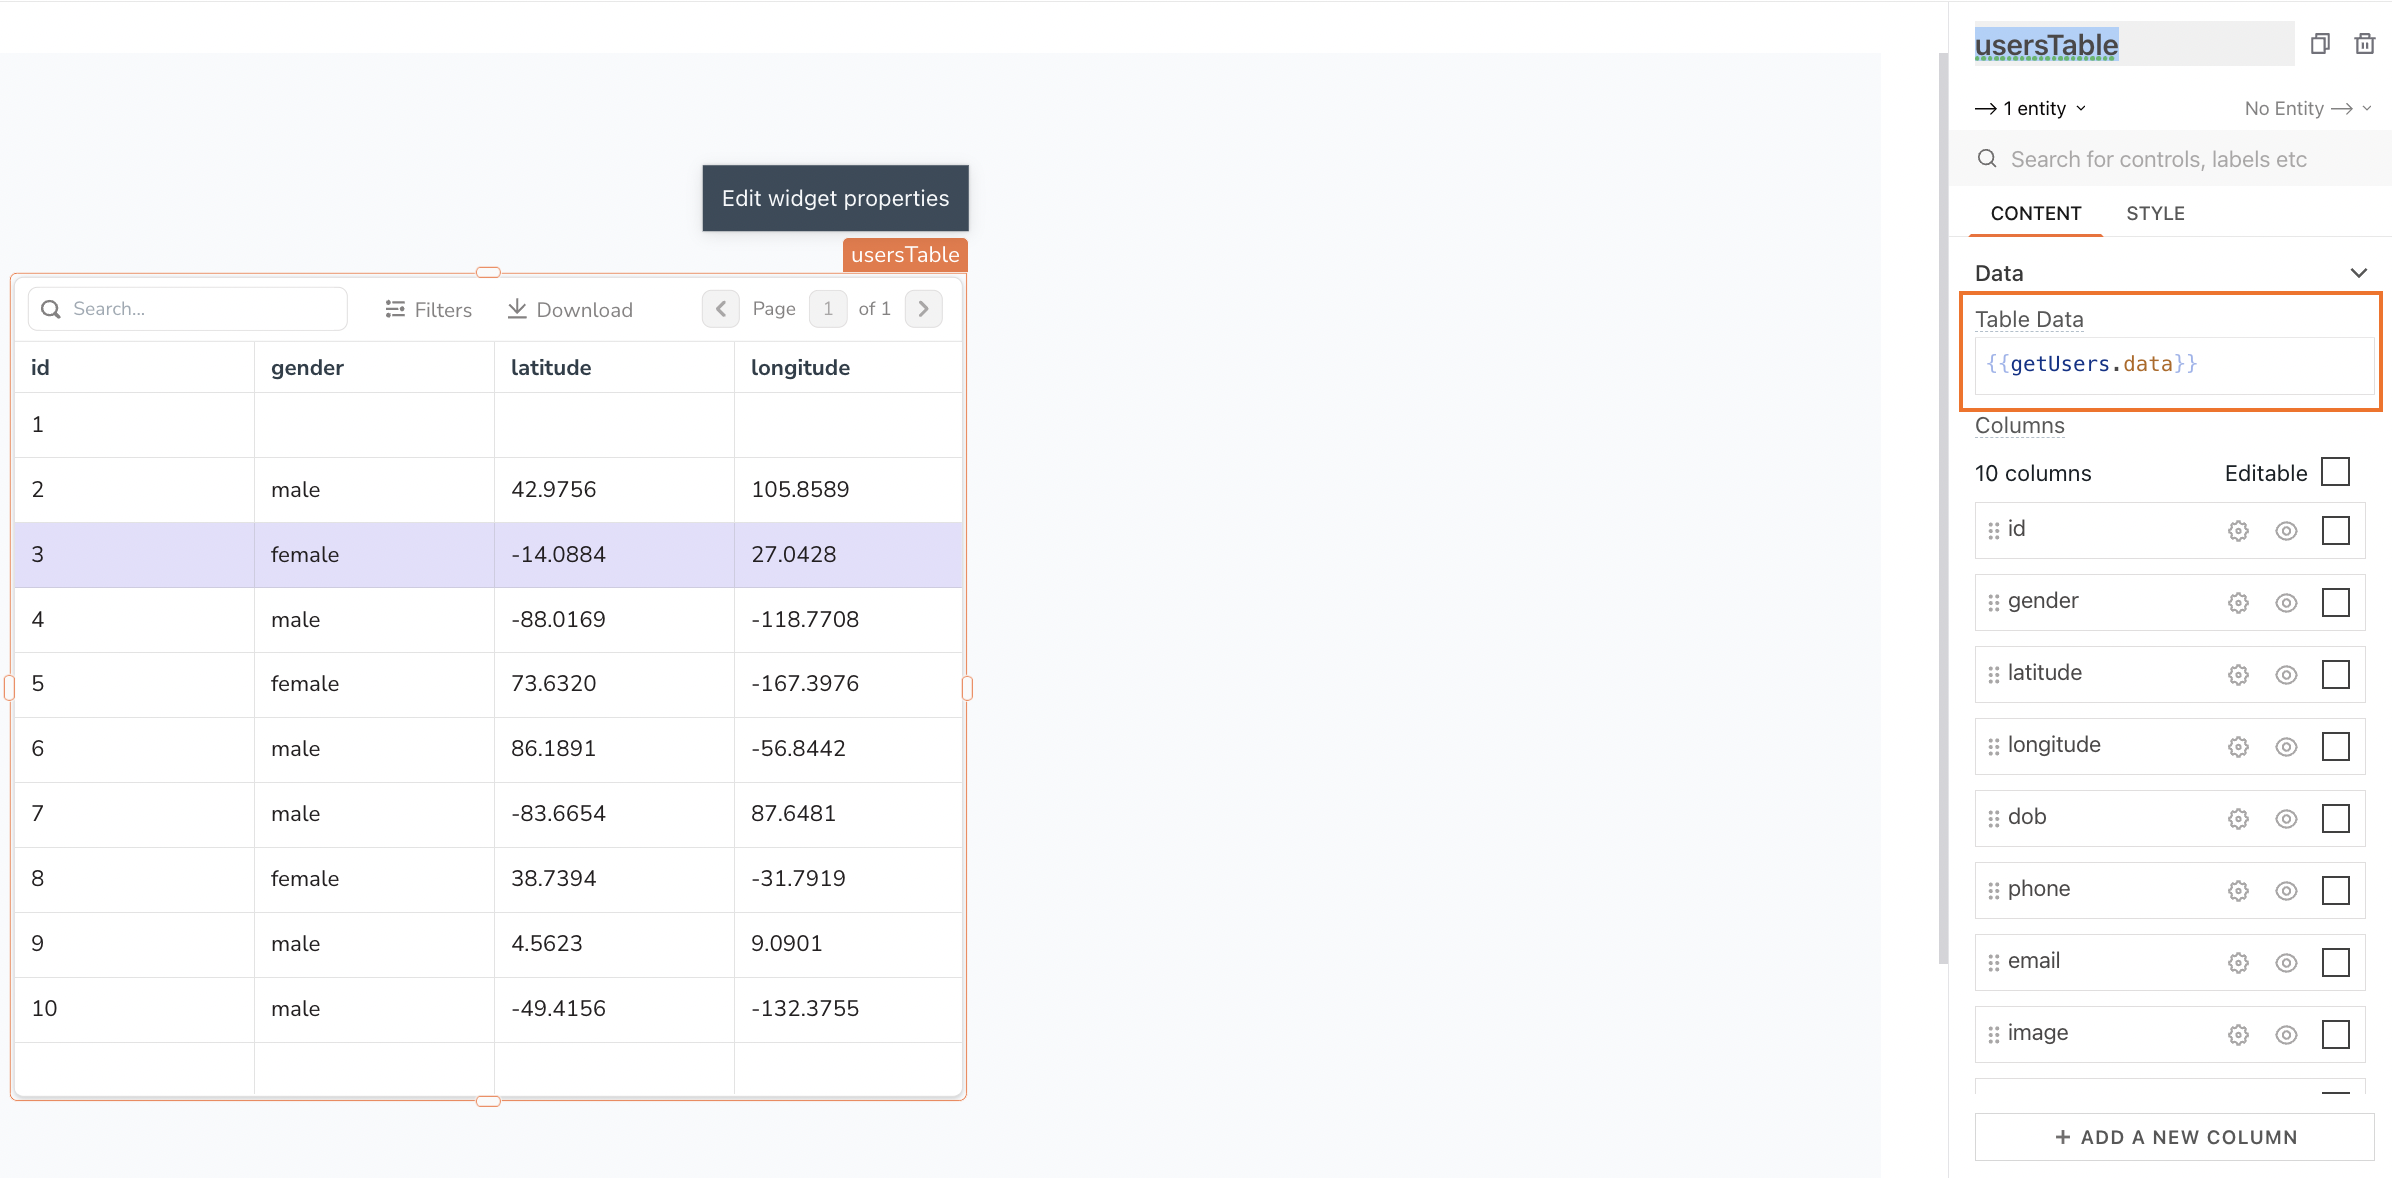 Edit widget properties
usersTable
Search...
Filters
Download
Page 1 of 1
id gender latitude longitude
1
2 male 42.9756 105.8589
3 female -14.0884 27.0428
4 male -88.0169 -118.7708
5 female 73.6320 -167.3976
6 male 86.1891 -56.8442
7 male -83.6654 87.6481
8 female 38.7394 -31.7919
9 male 4.5623 9.0901
10 male -49.4156 -132.3755
usersTable
1 entity
No Entity
Search for controls, labels etc
CONTENT STYLE
Data
Table Data
{{getUsers.data}}
Columns
10 columns Editable
id
gender
latitude
longitude
dob
phone
email
image
+ ADD A NEW COLUMN